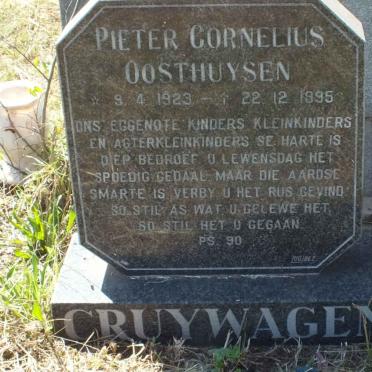 PIETER CORNELIUS
OOSTHUYSEN
☆ 9.4.1923 – † 22.12.1995
ONS EGGENOTE KINDERS KLEINKINDERS
EN AGTERKLEINKINDERS SE HARTE IS
DIEP BEDROEF U LEWENSDAG HET
SPOEDIG GEDAAL MAAR DIE AARDSE
SMARTE IS VERBY U HET RUS GEVIND
SO STIL AS WAT U GELEWE HET
SO STIL HET U GEGAAN
PS. 90
CRUYWAGEN